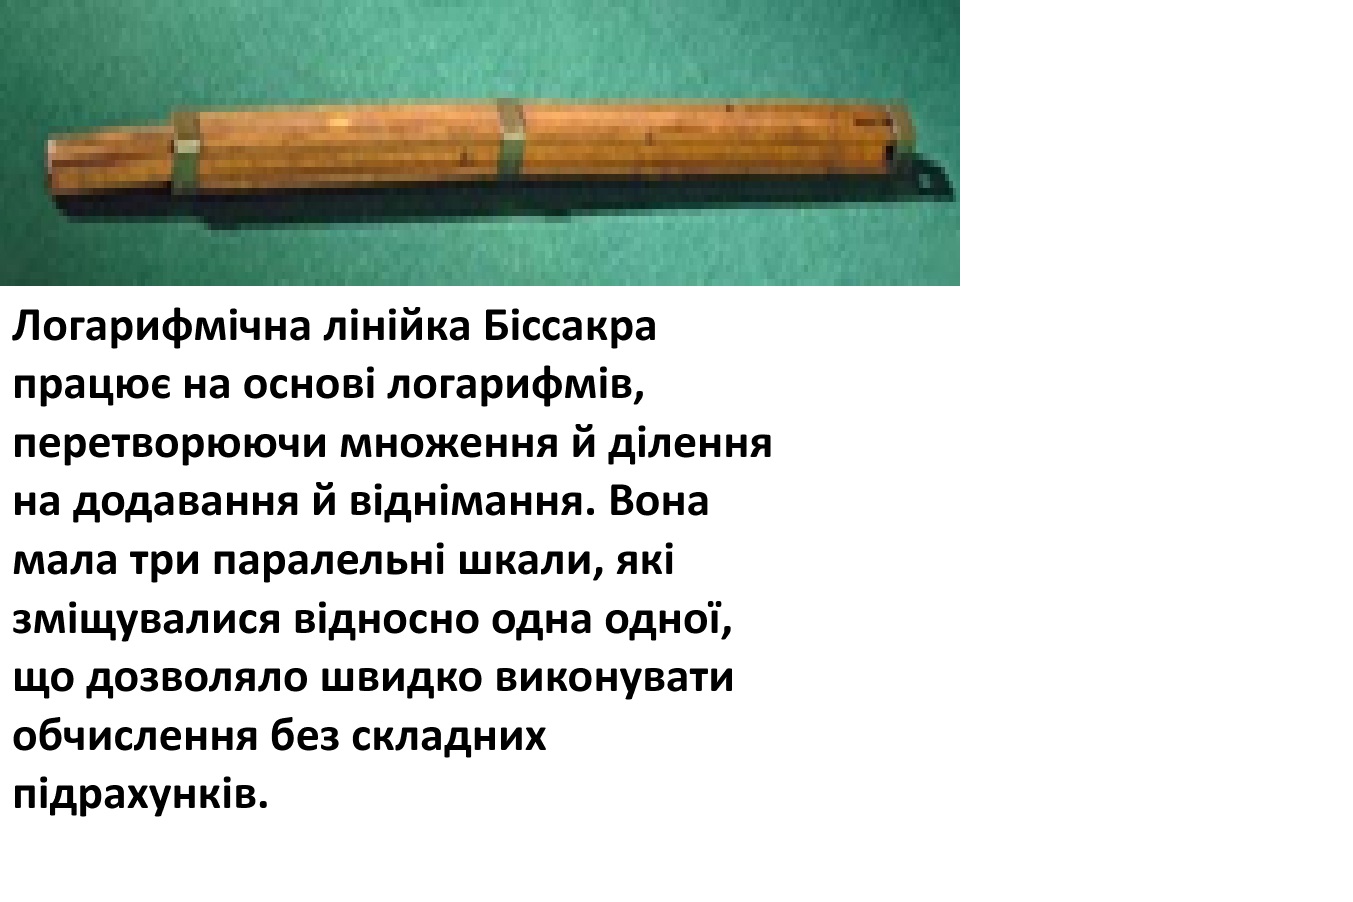 Логарифмічна лінійка Біссакра
працює на основі логарифмів,
перетворюючи множення й ділення
на додавання й віднімання. Вона
мала три паралельні шкали, які
зміщувалися відносно одна одної,
що дозволяло швидко виконувати
обчислення без складних
підрахунків.